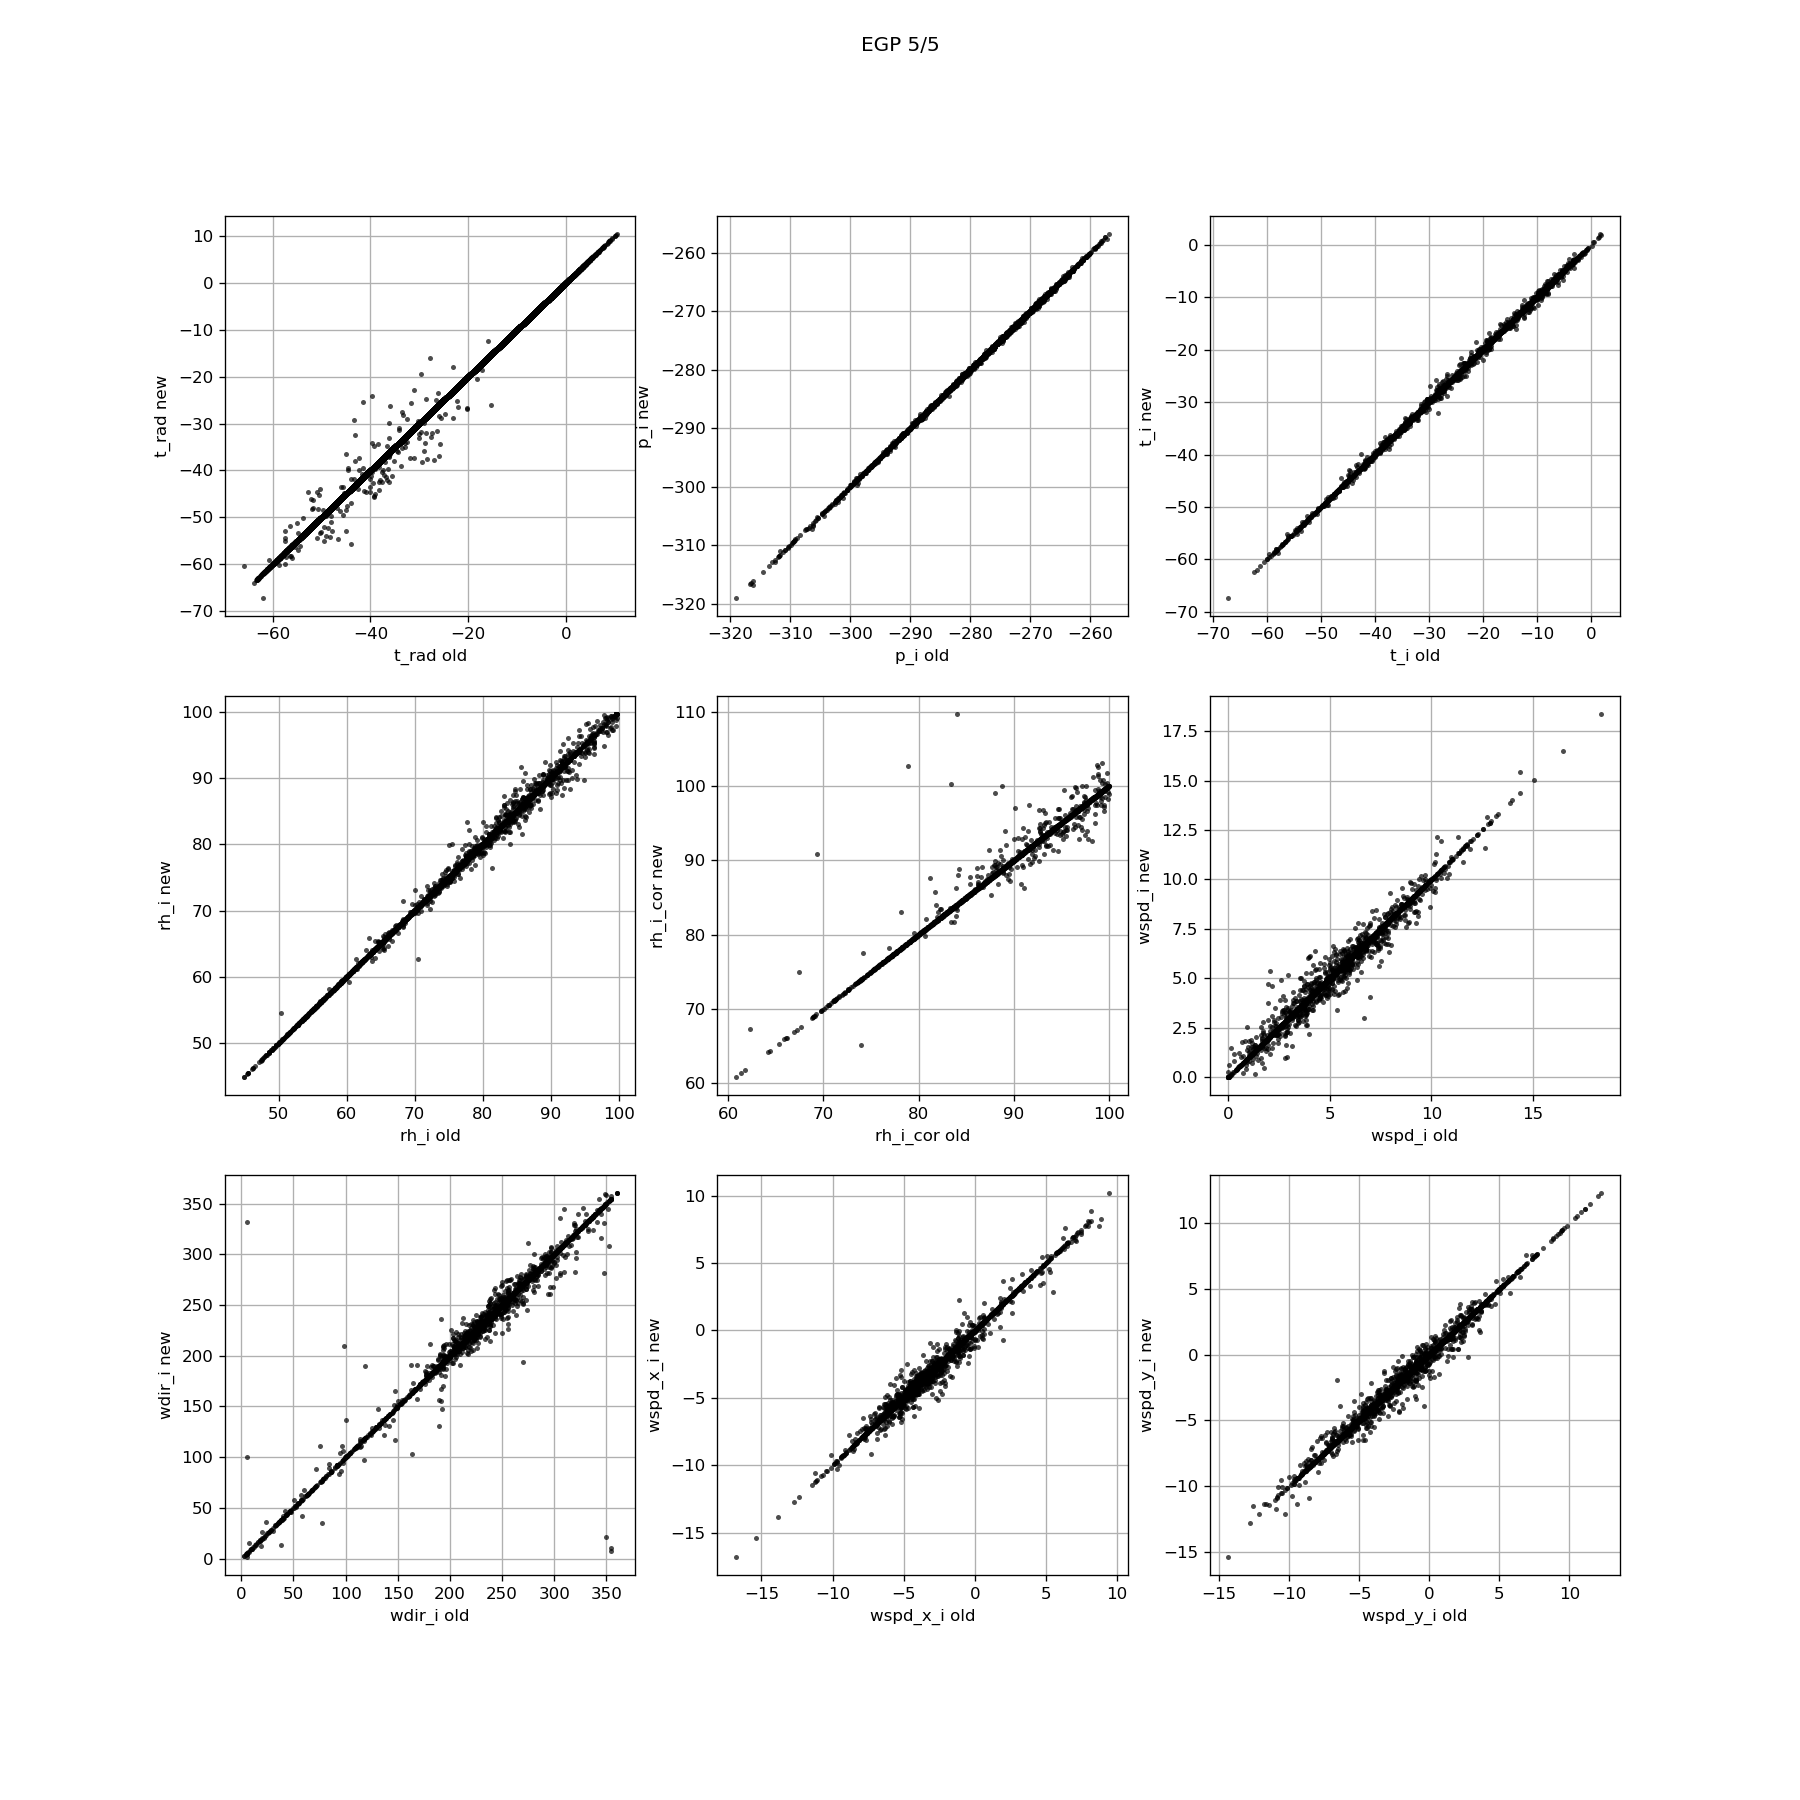 EGP 5/5
10
0
−10
−20
−30
−40
−50
−60
−70
t_rad new
−60 −40 −20 0
t_rad old
−260
−270
−280
−290
−300
−310
−320
p_i new
−320 −310 −300 −290 −280 −270 −260
p_i old
0
−10
−20
−30
−40
−50
−60
−70
t_i new
−70 −60 −50 −40 −30 −20 −10 0
t_i old
100
90
80
70
60
50
rh_i new
50 60 70 80 90 100
rh_i old
110
100
90
80
70
60
rh_i_cor new
60 70 80 90 100
rh_i_cor old
17.5
15.0
12.5
10.0
7.5
5.0
2.5
0.0
wspd_i new
0 5 10 15
wspd_i old
350
300
250
200
150
100
50
0
wdir_i new
0 50 100 150 200 250 300 350
wdir_i old
10
5
0
−5
−10
−15
wspd_x_i new
−15 −10 −5 0 5 10
wspd_x_i old
10
5
0
−5
−10
−15
wspd_y_i new
−15 −10 −5 0 5 10
wspd_y_i old